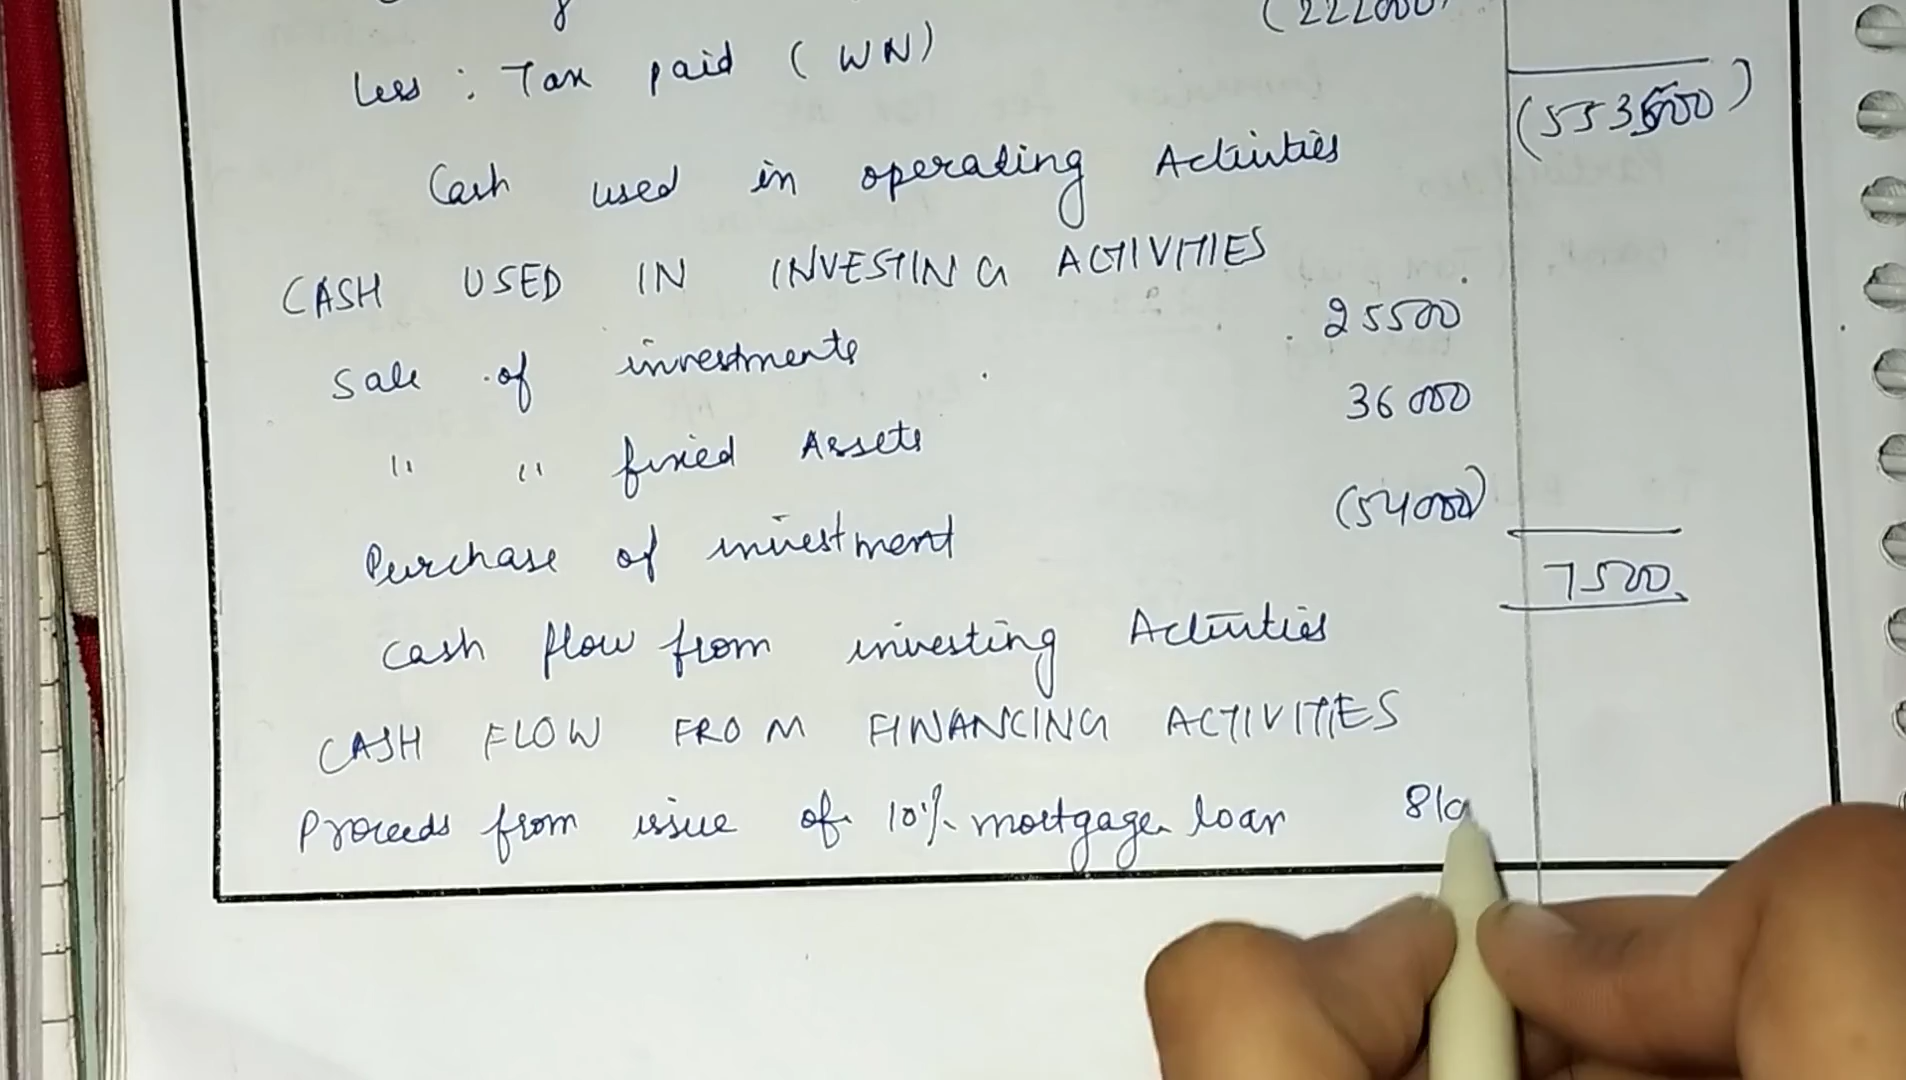 (222000)
Less : Tax paid (WN)
(553500)
Cash used in operating Activities
CASH USED IN INVESTING ACTIVITIES
Sale of investments 25500
" " fixed Assets 36000
Purchase of investment (54000)
7500
Cash flow from investing Activities
CASH FLOW FROM FINANCING ACTIVITIES
Proceeds from issue of 10% mortgage loan 810